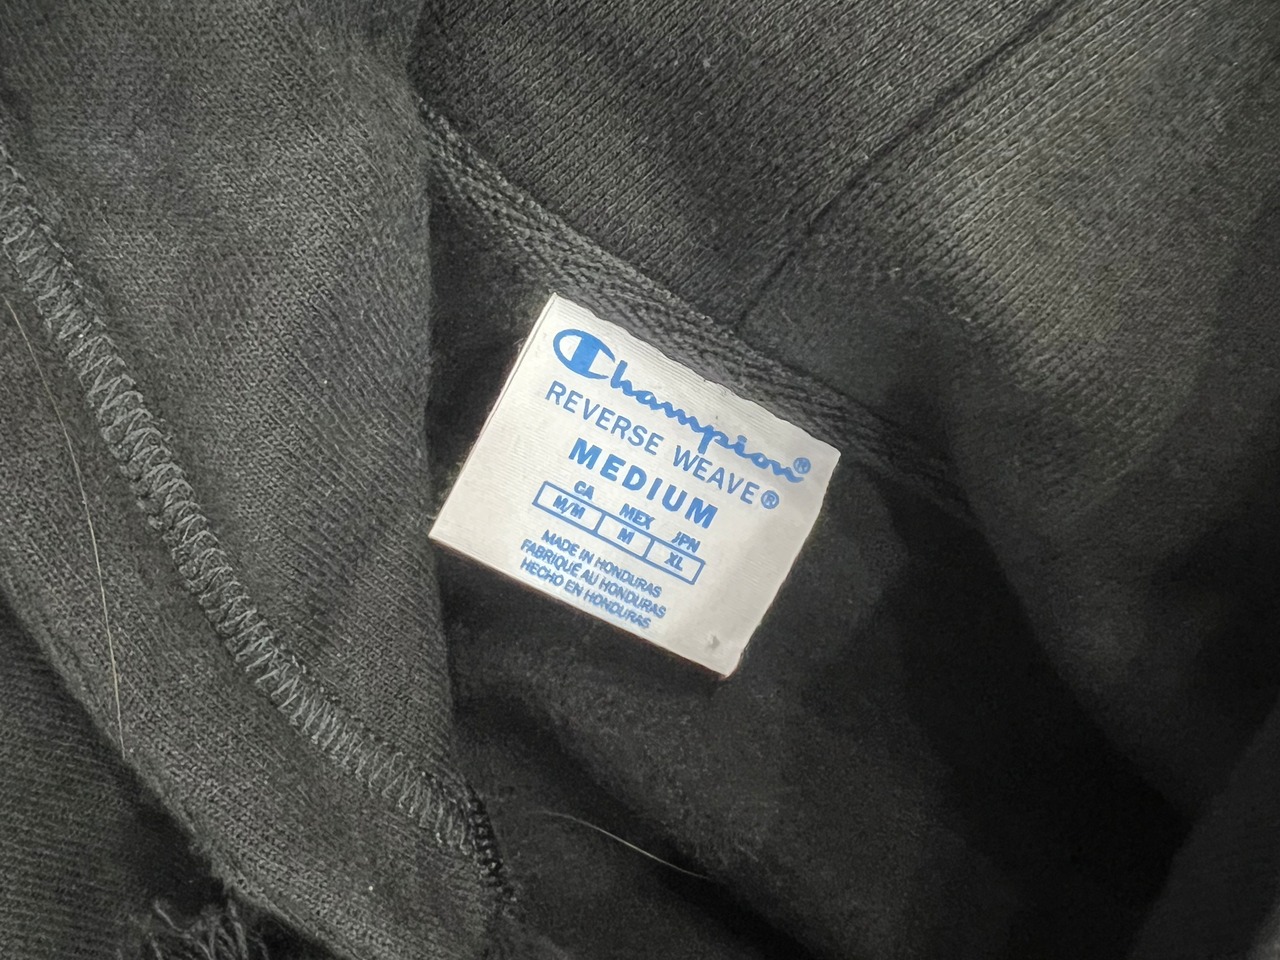 Champion®
REVERSE WEAVE®
MEDIUM
CA MEX JPN
M/M M XL
MADE IN HONDURAS
FABRIQUÉ AU HONDURAS
HECHO EN HONDURAS